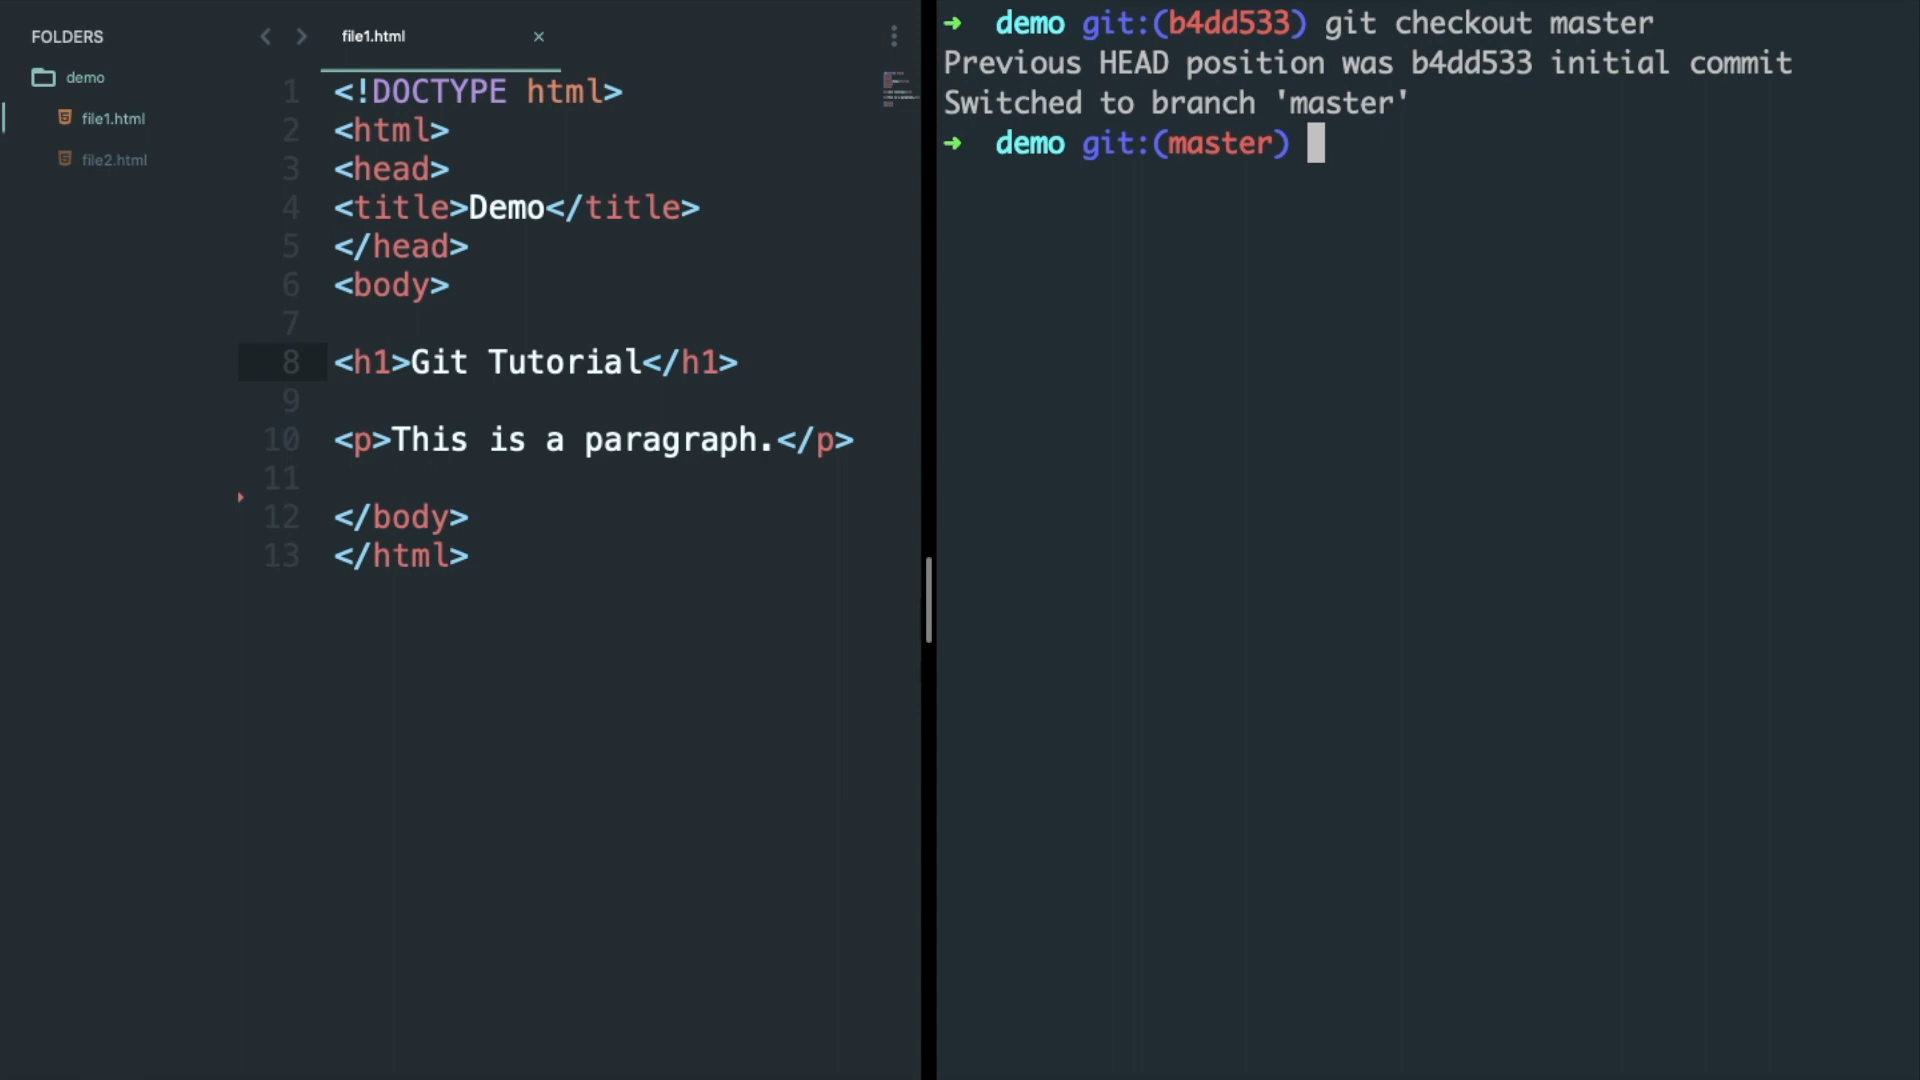 FOLDERS
demo
file1.html
file2.html
file1.html
1 <!DOCTYPE html>
2 <html>
3 <head>
4 <title>Demo</title>
5 </head>
6 <body>
7
8 <h1>Git Tutorial</h1>
9
10 <p>This is a paragraph.</p>
11
12 </body>
13 </html>
➜ demo git:(b4dd533) git checkout master
Previous HEAD position was b4dd533 initial commit
Switched to branch 'master'
➜ demo git:(master)